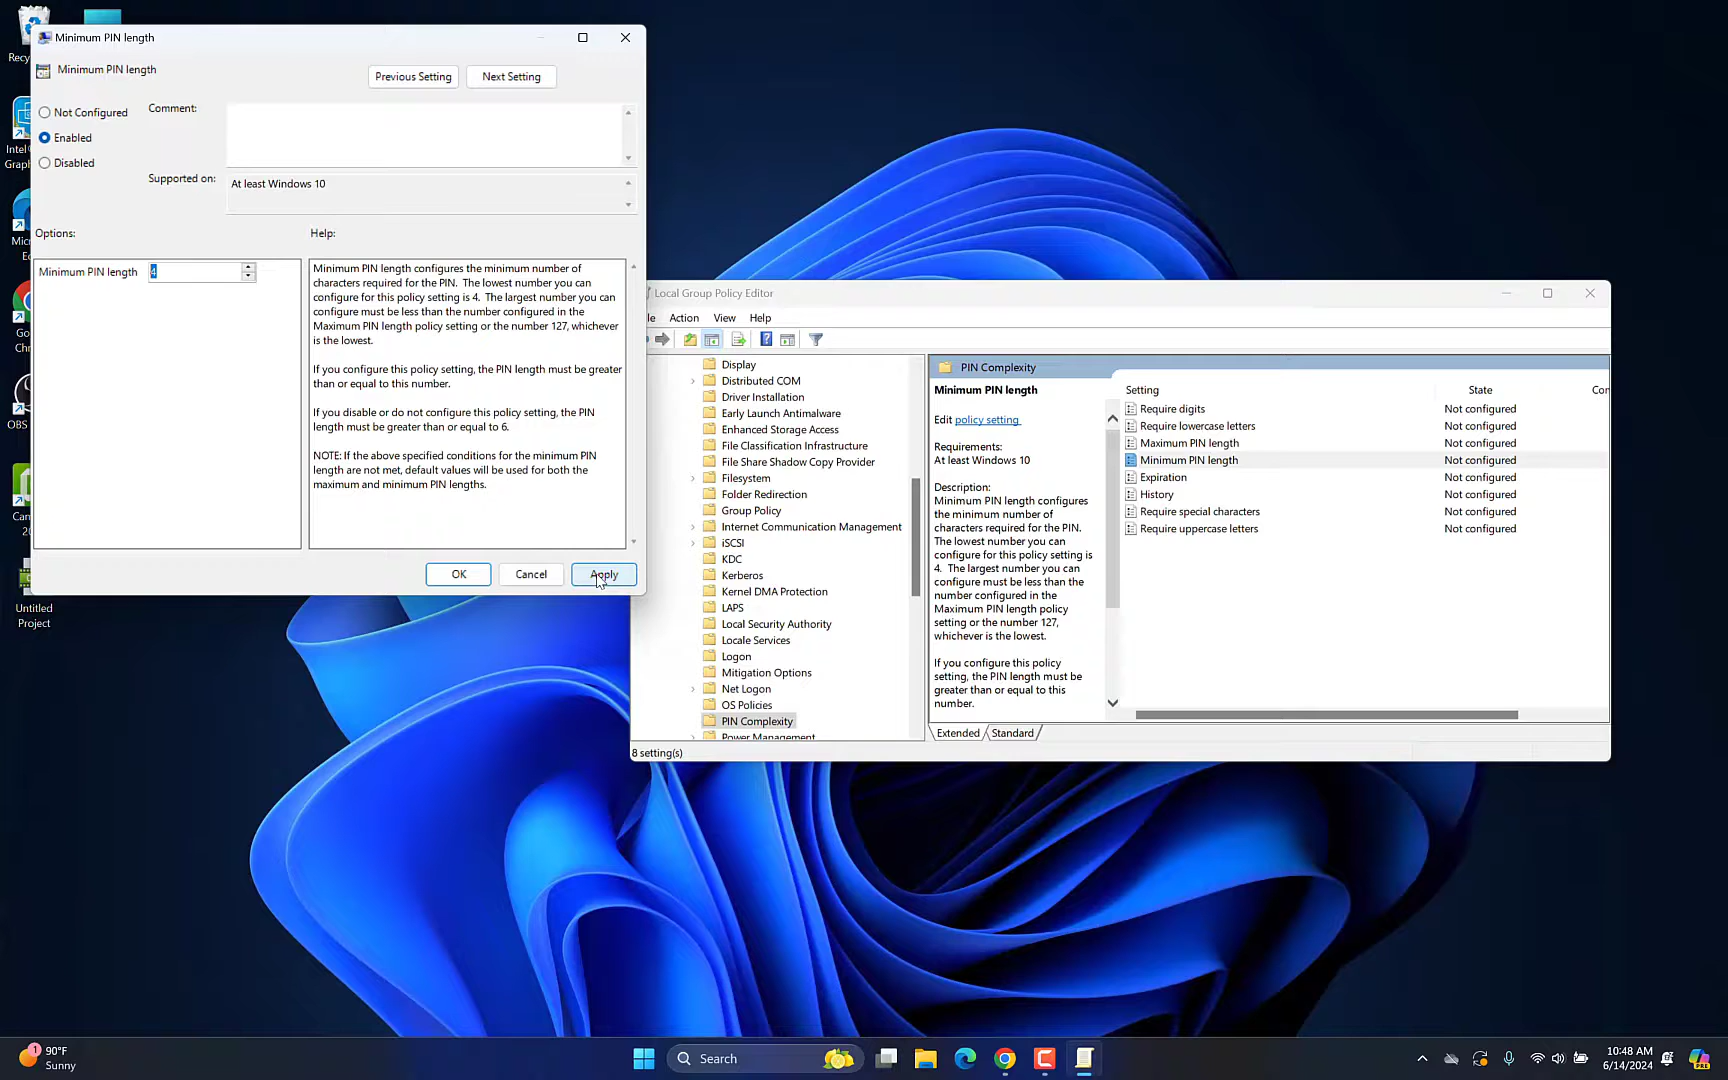 Minimum PIN length
Minimum PIN length
Previous Setting
Next Setting
Not Configured
Comment:
Enabled
Disabled
Supported on:
At least Windows 10
Options:
Help:
Minimum PIN length
4
Minimum PIN length configures the minimum number of
characters required for the PIN. The lowest number you can
configure for this policy setting is 4. The largest number you can
configure must be less than the number configured in the
Maximum PIN length policy setting or the number 127, whichever
is the lowest.
If you configure this policy setting, the PIN length must be greater
than or equal to this number.
If you disable or do not configure this policy setting, the PIN
length must be greater than or equal to 6.
NOTE: If the above specified conditions for the minimum PIN
length are not met, default values will be used for both the
maximum and minimum PIN lengths.
OK
Cancel
Apply
Recy
Intel
Graph
Mic
Ed
Go
Chr
OBS
Can
20
Untitled
Project
Local Group Policy Editor
le
Action
View
Help
Display
Distributed COM
Driver Installation
Early Launch Antimalware
Enhanced Storage Access
File Classification Infrastructure
File Share Shadow Copy Provider
Filesystem
Folder Redirection
Group Policy
Internet Communication Management
iSCSI
KDC
Kerberos
Kernel DMA Protection
LAPS
Local Security Authority
Locale Services
Logon
Mitigation Options
Net Logon
OS Policies
PIN Complexity
Power Management
PIN Complexity
Minimum PIN length
Edit policy setting
Requirements:
At least Windows 10
Description:
Minimum PIN length configures
the minimum number of
characters required for the PIN.
The lowest number you can
configure for this policy setting is
4. The largest number you can
configure must be less than the
number configured in the
Maximum PIN length policy
setting or the number 127,
whichever is the lowest.
If you configure this policy
setting, the PIN length must be
greater than or equal to this
number.
Setting State Con
Require digits Not configured
Require lowercase letters Not configured
Maximum PIN length Not configured
Minimum PIN length Not configured
Expiration Not configured
History Not configured
Require special characters Not configured
Require uppercase letters Not configured
Extended
Standard
8 setting(s)
1
90°F
Sunny
Search
10:48 AM
6/14/2024
PRE